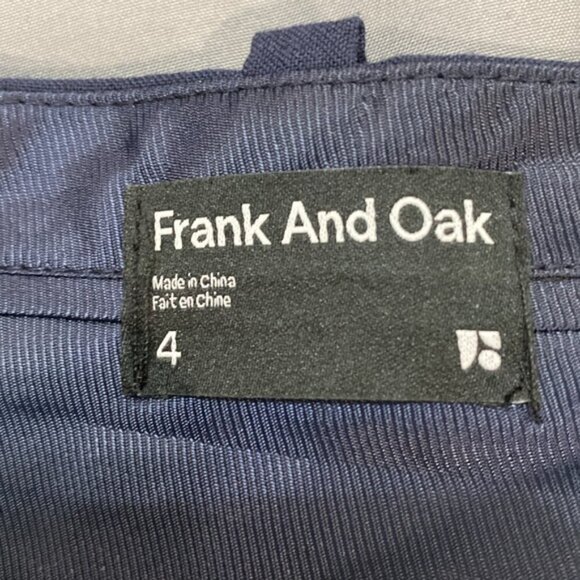 Frank And Oak
Made in China
Fait en Chine
4